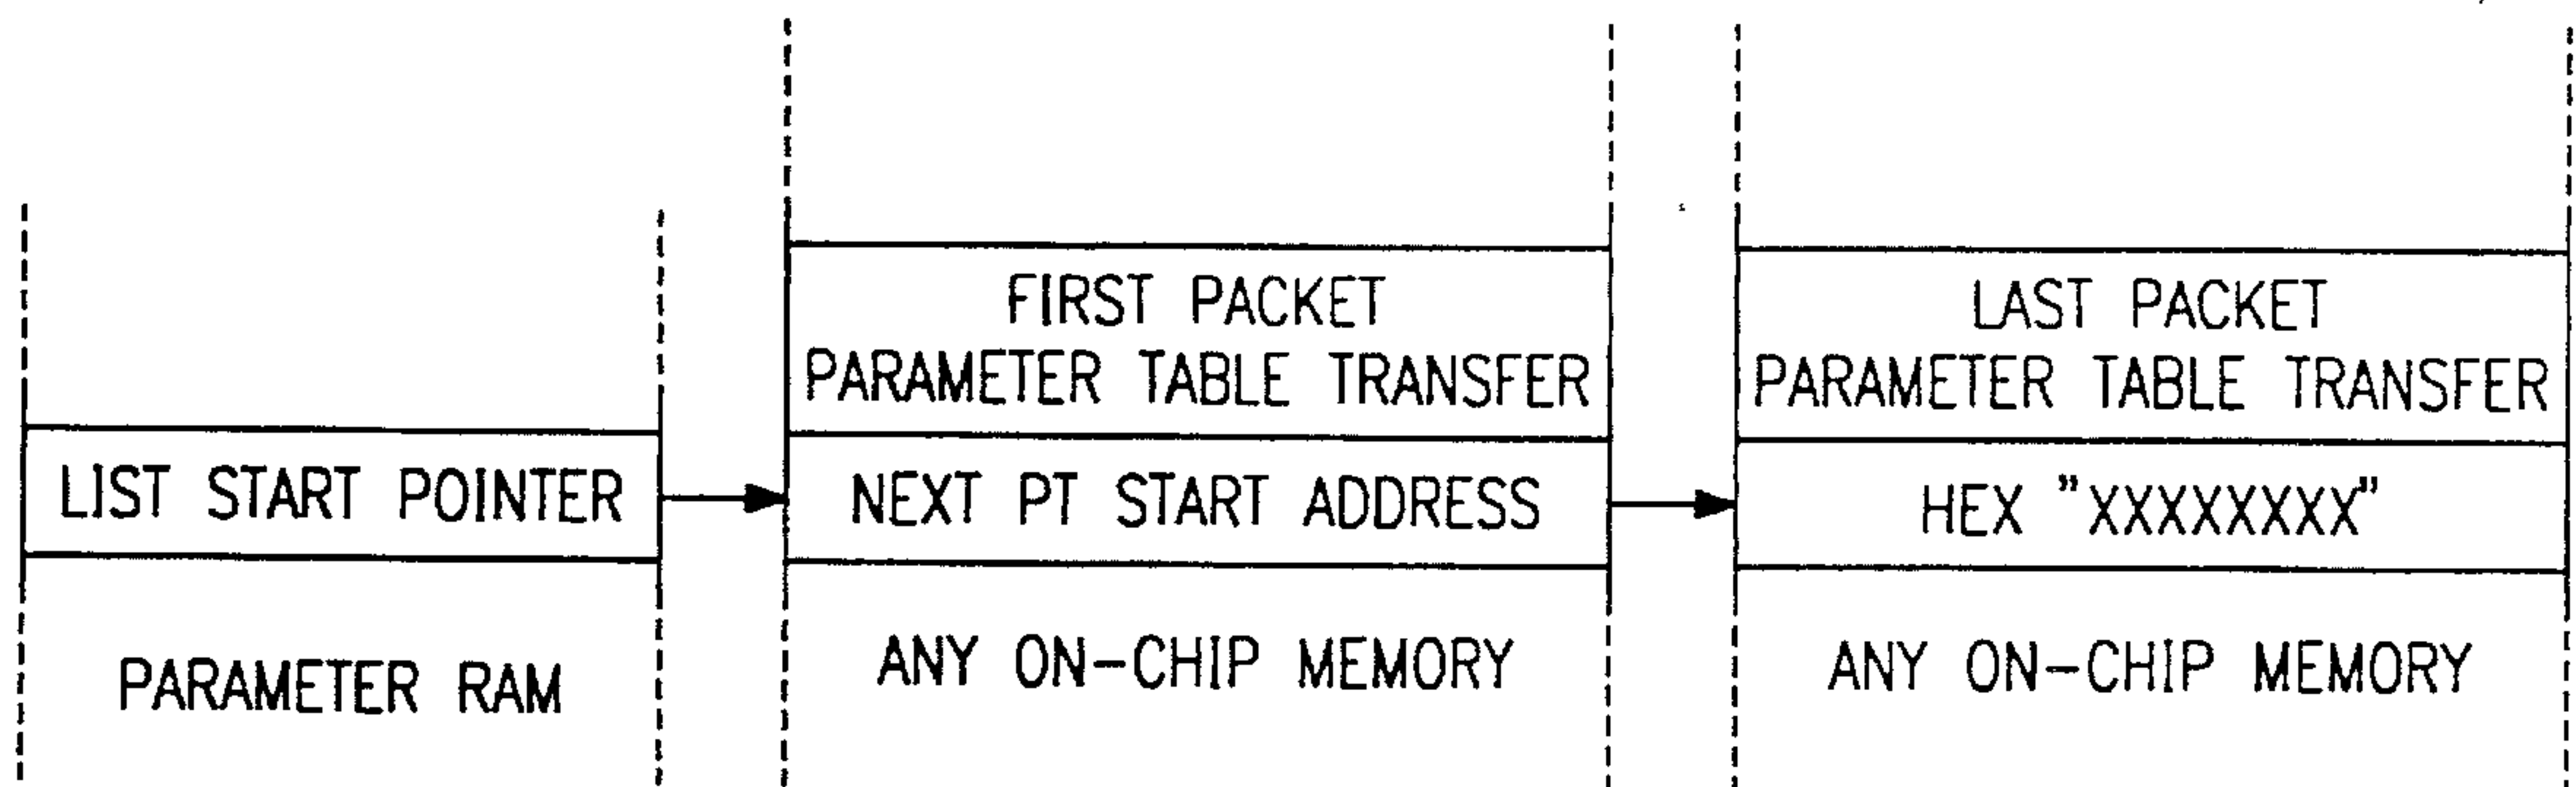 FIRST PACKET
PARAMETER TABLE TRANSFER
LAST PACKET
PARAMETER TABLE TRANSFER
LIST START POINTER
NEXT PT START ADDRESS
HEX "XXXXXXXX"
PARAMETER RAM
ANY ON-CHIP MEMORY
ANY ON-CHIP MEMORY